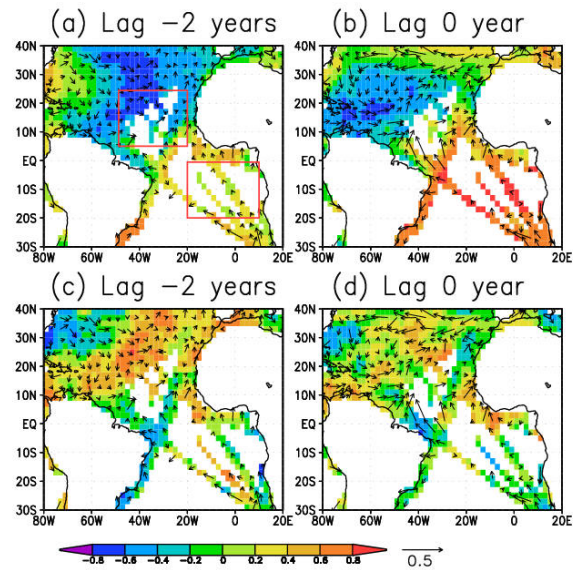 (a) Lag −2 years (b) Lag 0 year
40N 40N
30N 30N
20N 20N
10N 10N
EQ EQ
10S 10S
20S 20S
30S 30S
80W 60W 40W 20W 0 20E 80W 60W 40W 20W 0 20E
(c) Lag −2 years (d) Lag 0 year
40N 40N
30N 30N
20N 20N
10N 10N
EQ EQ
10S 10S
20S 20S
30S 30S
80W 60W 40W 20W 0 20E 80W 60W 40W 20W 0 20E
−0.8 −0.6 −0.4 −0.2 0 0.2 0.4 0.6 0.8 0.5